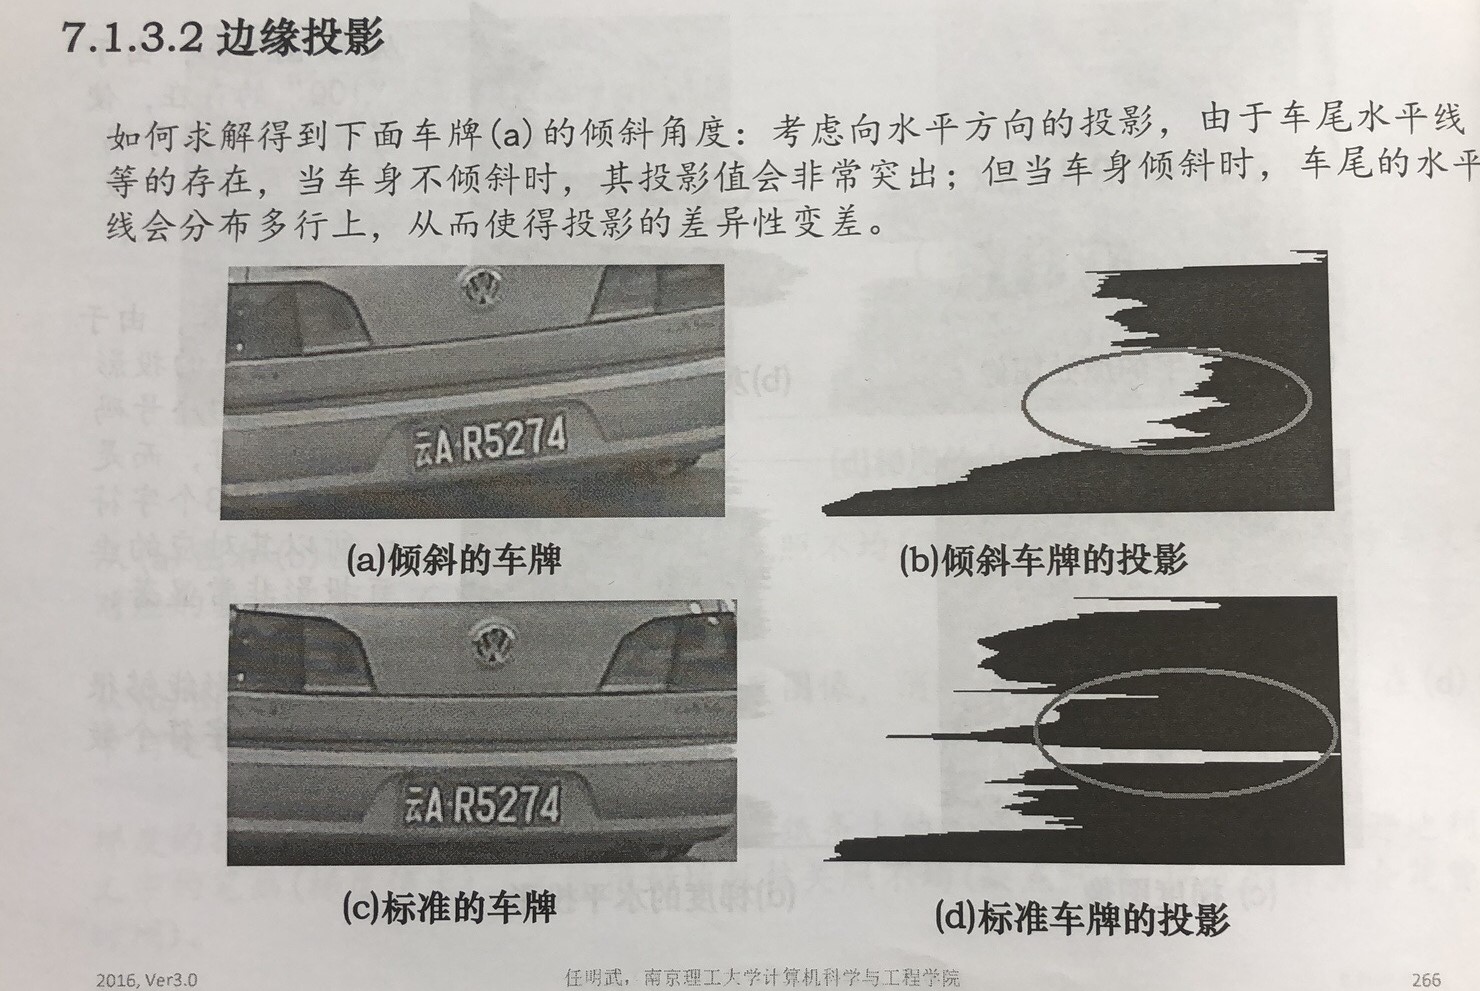 7.1.3.2 边缘投影
如何求解得到下面车牌(a)的倾斜角度：考虑向水平方向的投影，由于车尾水平线
等的存在，当车身不倾斜时，其投影值会非常突出；但当车身倾斜时，车尾的水平
线会分布多行上，从而使得投影的差异性变差。
云A·R5274
(a)倾斜的车牌
(b)倾斜车牌的投影
云A·R5274
(c)标准的车牌
(d)标准车牌的投影
2016, Ver3.0
任明武，南京理工大学计算机科学与工程学院
266